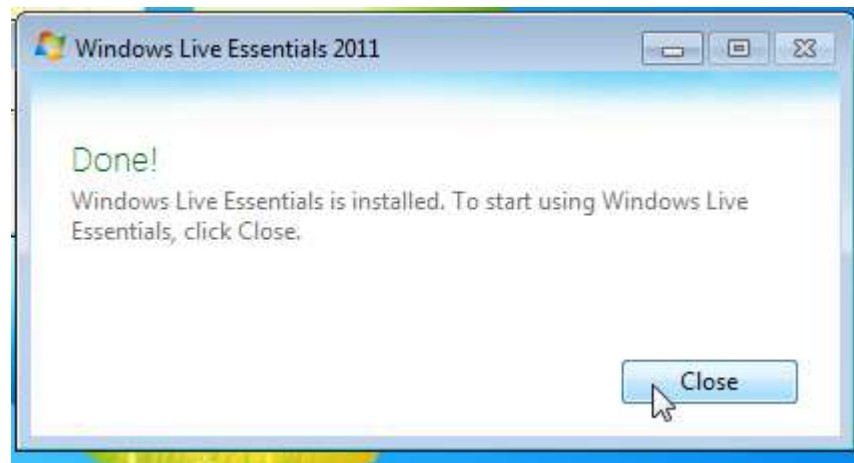 Windows Live Essentials 2011
Done!
Windows Live Essentials is installed. To start using Windows Live
Essentials, click Close.
Close